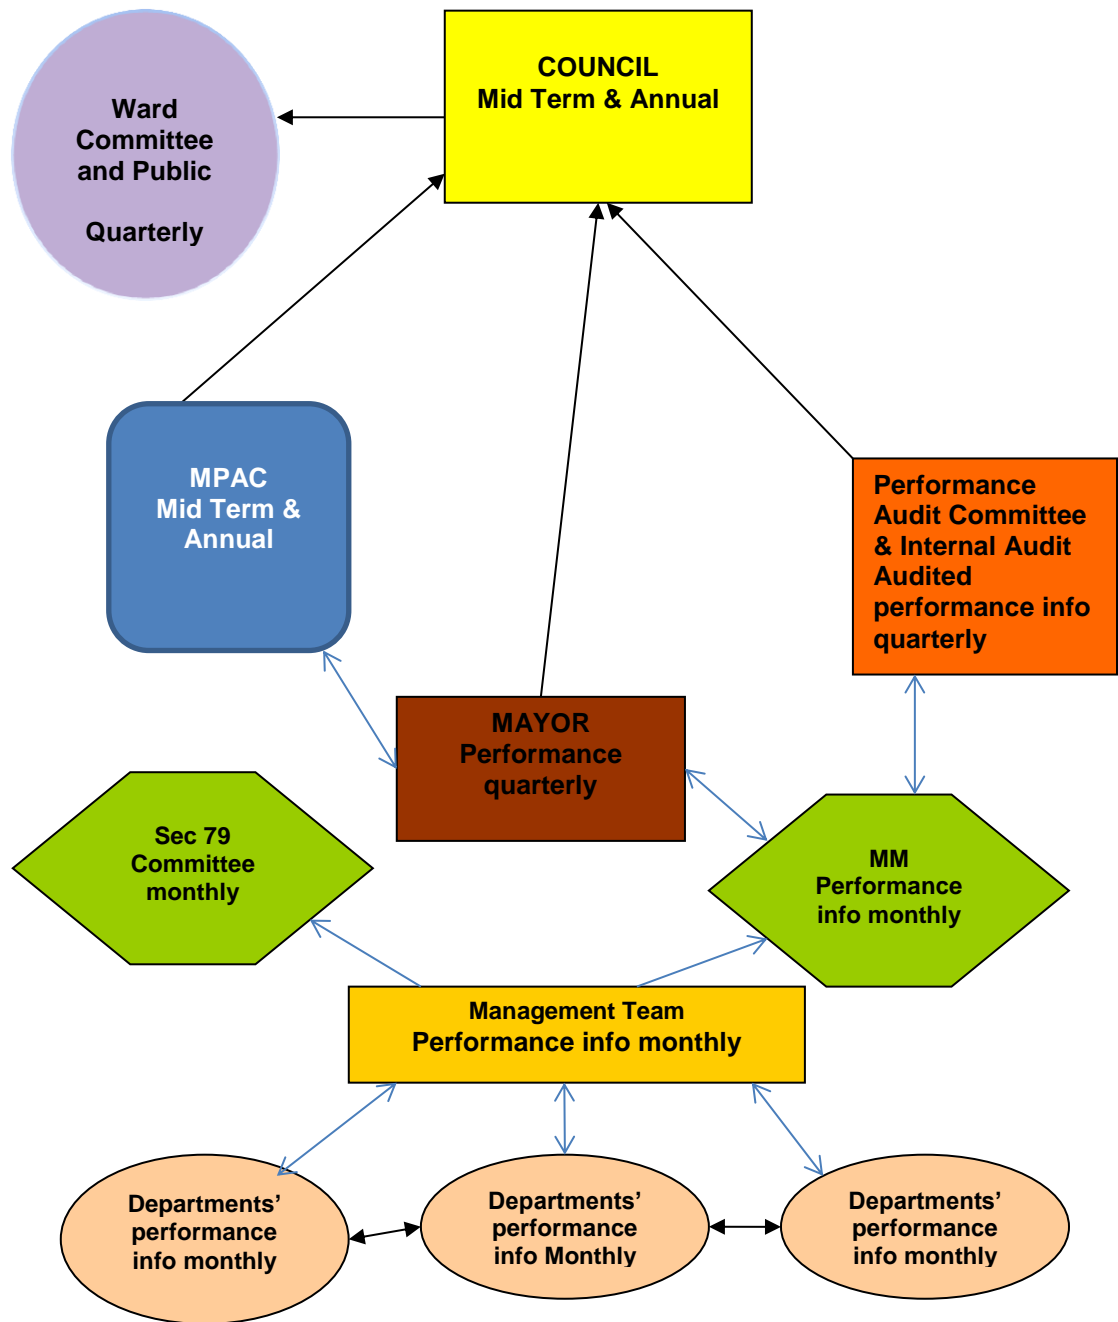 COUNCIL
Mid Term & Annual
Ward
Committee
and Public
Quarterly
MPAC
Mid Term &
Annual
Performance
Audit Committee
& Internal Audit
Audited
performance info
quarterly
MAYOR
Performance
quarterly
Sec 79
Committee
monthly
MM
Performance
info monthly
Management Team
Performance info monthly
Departments’
performance
info monthly
Departments’
performance
info Monthly
Departments’
performance
info monthly